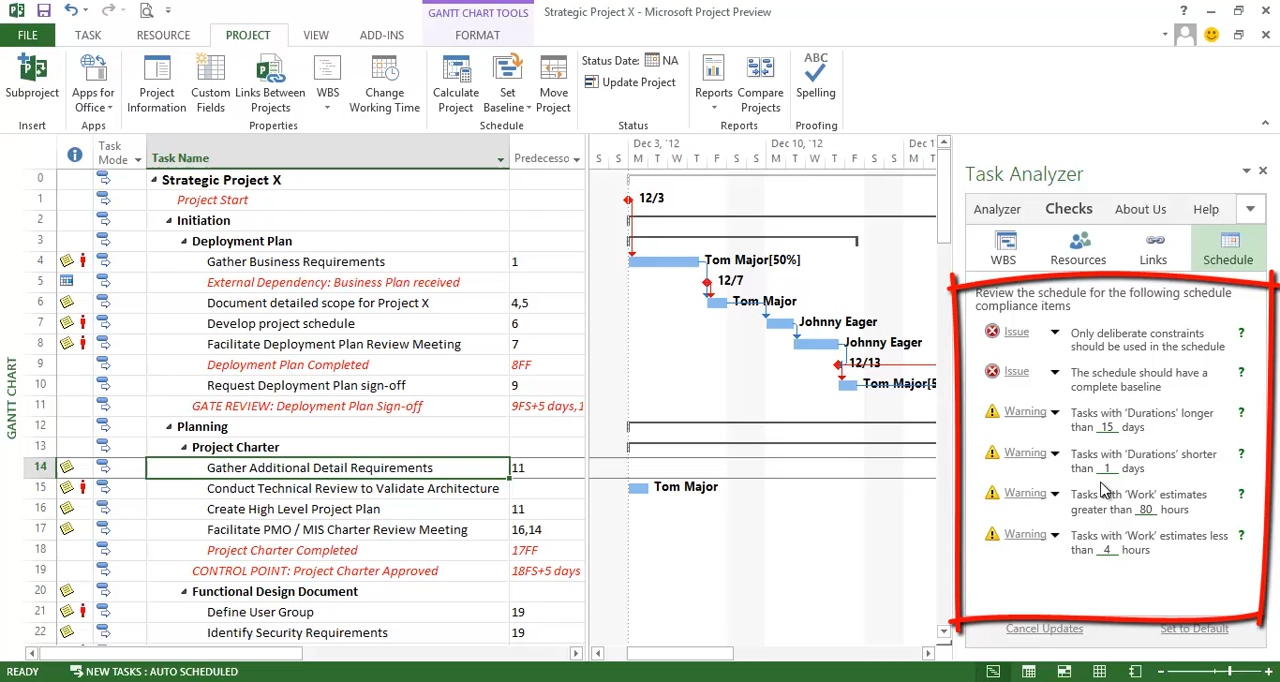 GANTT CHART TOOLS
Strategic Project X - Microsoft Project Preview
?
FILE TASK RESOURCE PROJECT VIEW ADD-INS FORMAT
Subproject
Apps for Office
Project Information
Custom Fields
Links Between Projects
WBS
Change Working Time
Calculate Project
Set Baseline
Move Project
Status Date: NA
Update Project
Reports
Compare Projects
ABC
Spelling
Insert Apps Properties Schedule Status Reports Proofing
Task Mode Task Name Predecesso
Dec 3, '12 Dec 10, '12 Dec 1
S S M T W T F S S M T W T F S S M T
0 Strategic Project X
1 Project Start 12/3
2 Initiation
3 Deployment Plan
4 Gather Business Requirements 1 Tom Major[50%]
5 External Dependency: Business Plan received 12/7
6 Document detailed scope for Project X 4,5 Tom Major
7 Develop project schedule 6 Johnny Eager
8 Facilitate Deployment Plan Review Meeting 7 Johnny Eager
9 Deployment Plan Completed 8FF 12/13
10 Request Deployment Plan sign-off 9 Tom Major[5
11 GATE REVIEW: Deployment Plan Sign-off 9FS+5 days,1
12 Planning
13 Project Charter
14 Gather Additional Detail Requirements 11
15 Conduct Technical Review to Validate Architecture 11 Tom Major
16 Create High Level Project Plan 11
17 Facilitate PMO / MIS Charter Review Meeting 16,14
18 Project Charter Completed 17FF
19 CONTROL POINT: Project Charter Approved 18FS+5 days
20 Functional Design Document
21 Define User Group 19
22 Identify Security Requirements 19
GANTT CHART
Task Analyzer
Analyzer Checks About Us Help
WBS Resources Links Schedule
Review the schedule for the following schedule
compliance items
Issue Only deliberate constraints ?
should be used in the schedule
Issue The schedule should have a ?
complete baseline
Warning Tasks with 'Durations' longer ?
than 15 days
Warning Tasks with 'Durations' shorter ?
than 1 days
Warning Tasks with 'Work' estimates ?
greater than 80 hours
Warning Tasks with 'Work' estimates less ?
than 4 hours
Cancel Updates Set to Default
READY NEW TASKS : AUTO SCHEDULED